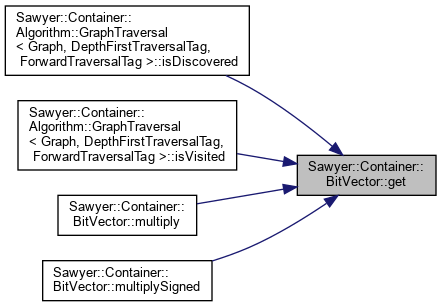 Sawyer::Container::
Algorithm::GraphTraversal
< Graph, DepthFirstTraversalTag,
ForwardTraversalTag >::isDiscovered
Sawyer::Container::
Algorithm::GraphTraversal
< Graph, DepthFirstTraversalTag,
ForwardTraversalTag >::isVisited
Sawyer::Container::
BitVector::get
Sawyer::Container::
BitVector::multiply
Sawyer::Container::
BitVector::multiplySigned